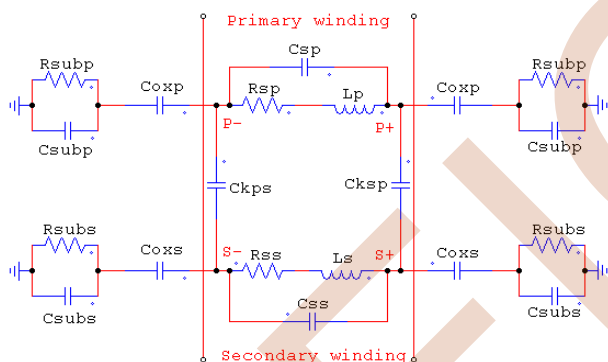 Primary winding
Csp
Rsubp
Coxp
Rsp
Lp
Coxp
Rsubp
P-
P+
Csubp
Csubp
Ckps
Cksp
Rsubs
Coxs
S-
Rss
Ls
S+
Coxs
Rsubs
Csubs
Css
Csubs
Secondary winding